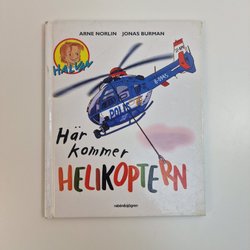 ARNE NORLIN JONAS BURMAN
HALVAN
POLIS
Här
kommer
HELIKOPTERN
rabén&sjögren